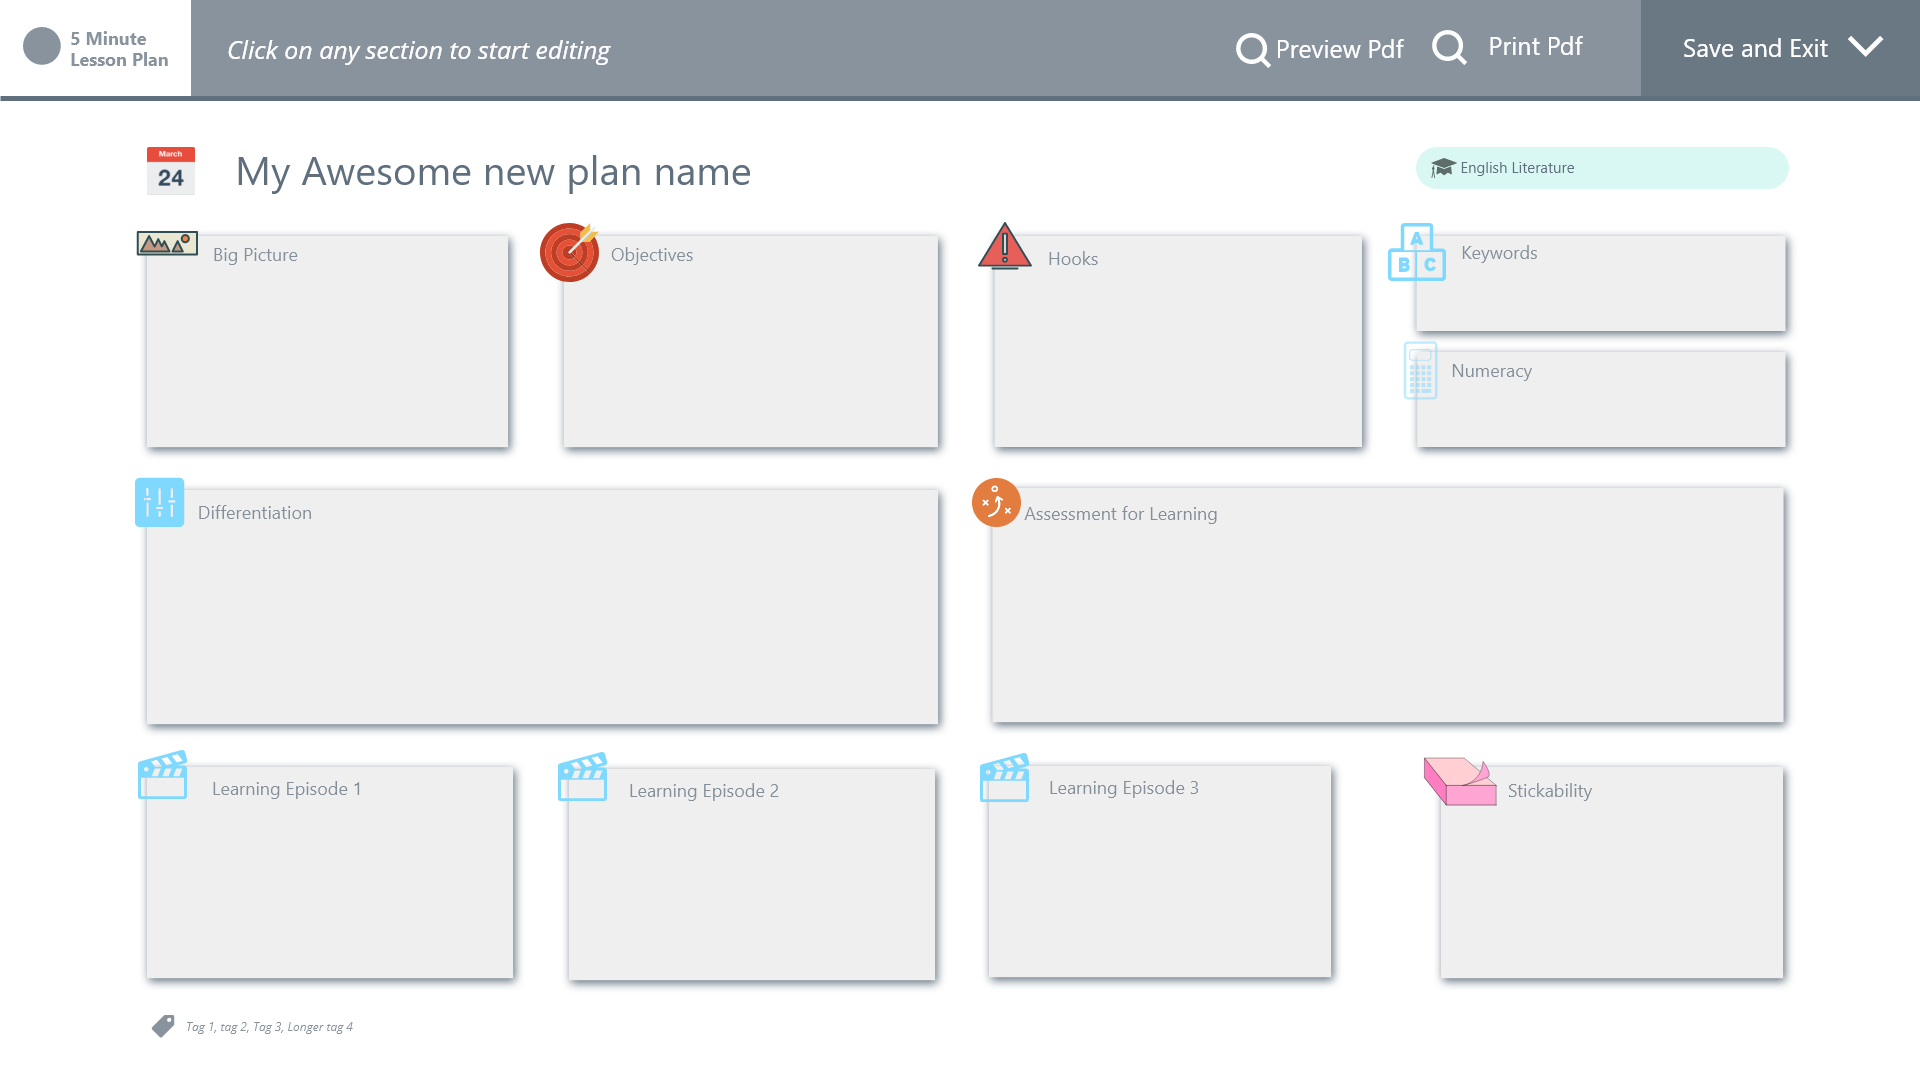 5 Minute
Lesson Plan
Click on any section to start editing
Preview Pdf
Print Pdf
Save and Exit
March
24
My Awesome new plan name
English Literature
Big Picture
Objectives
Hooks
A
B C
Keywords
Numeracy
Differentiation
Assessment for Learning
Learning Episode 1
Learning Episode 2
Learning Episode 3
Stickability
Tag 1, tag 2, Tag 3, Longer tag 4